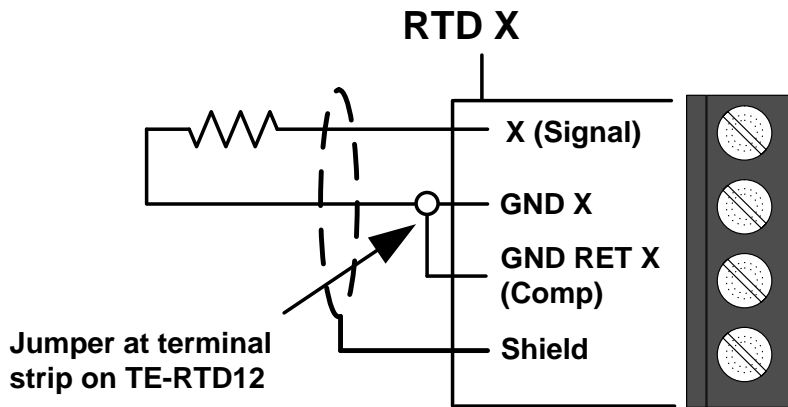 RTD X
X (Signal)
GND X
GND RET X
(Comp)
Shield
Jumper at terminal
strip on TE-RTD12